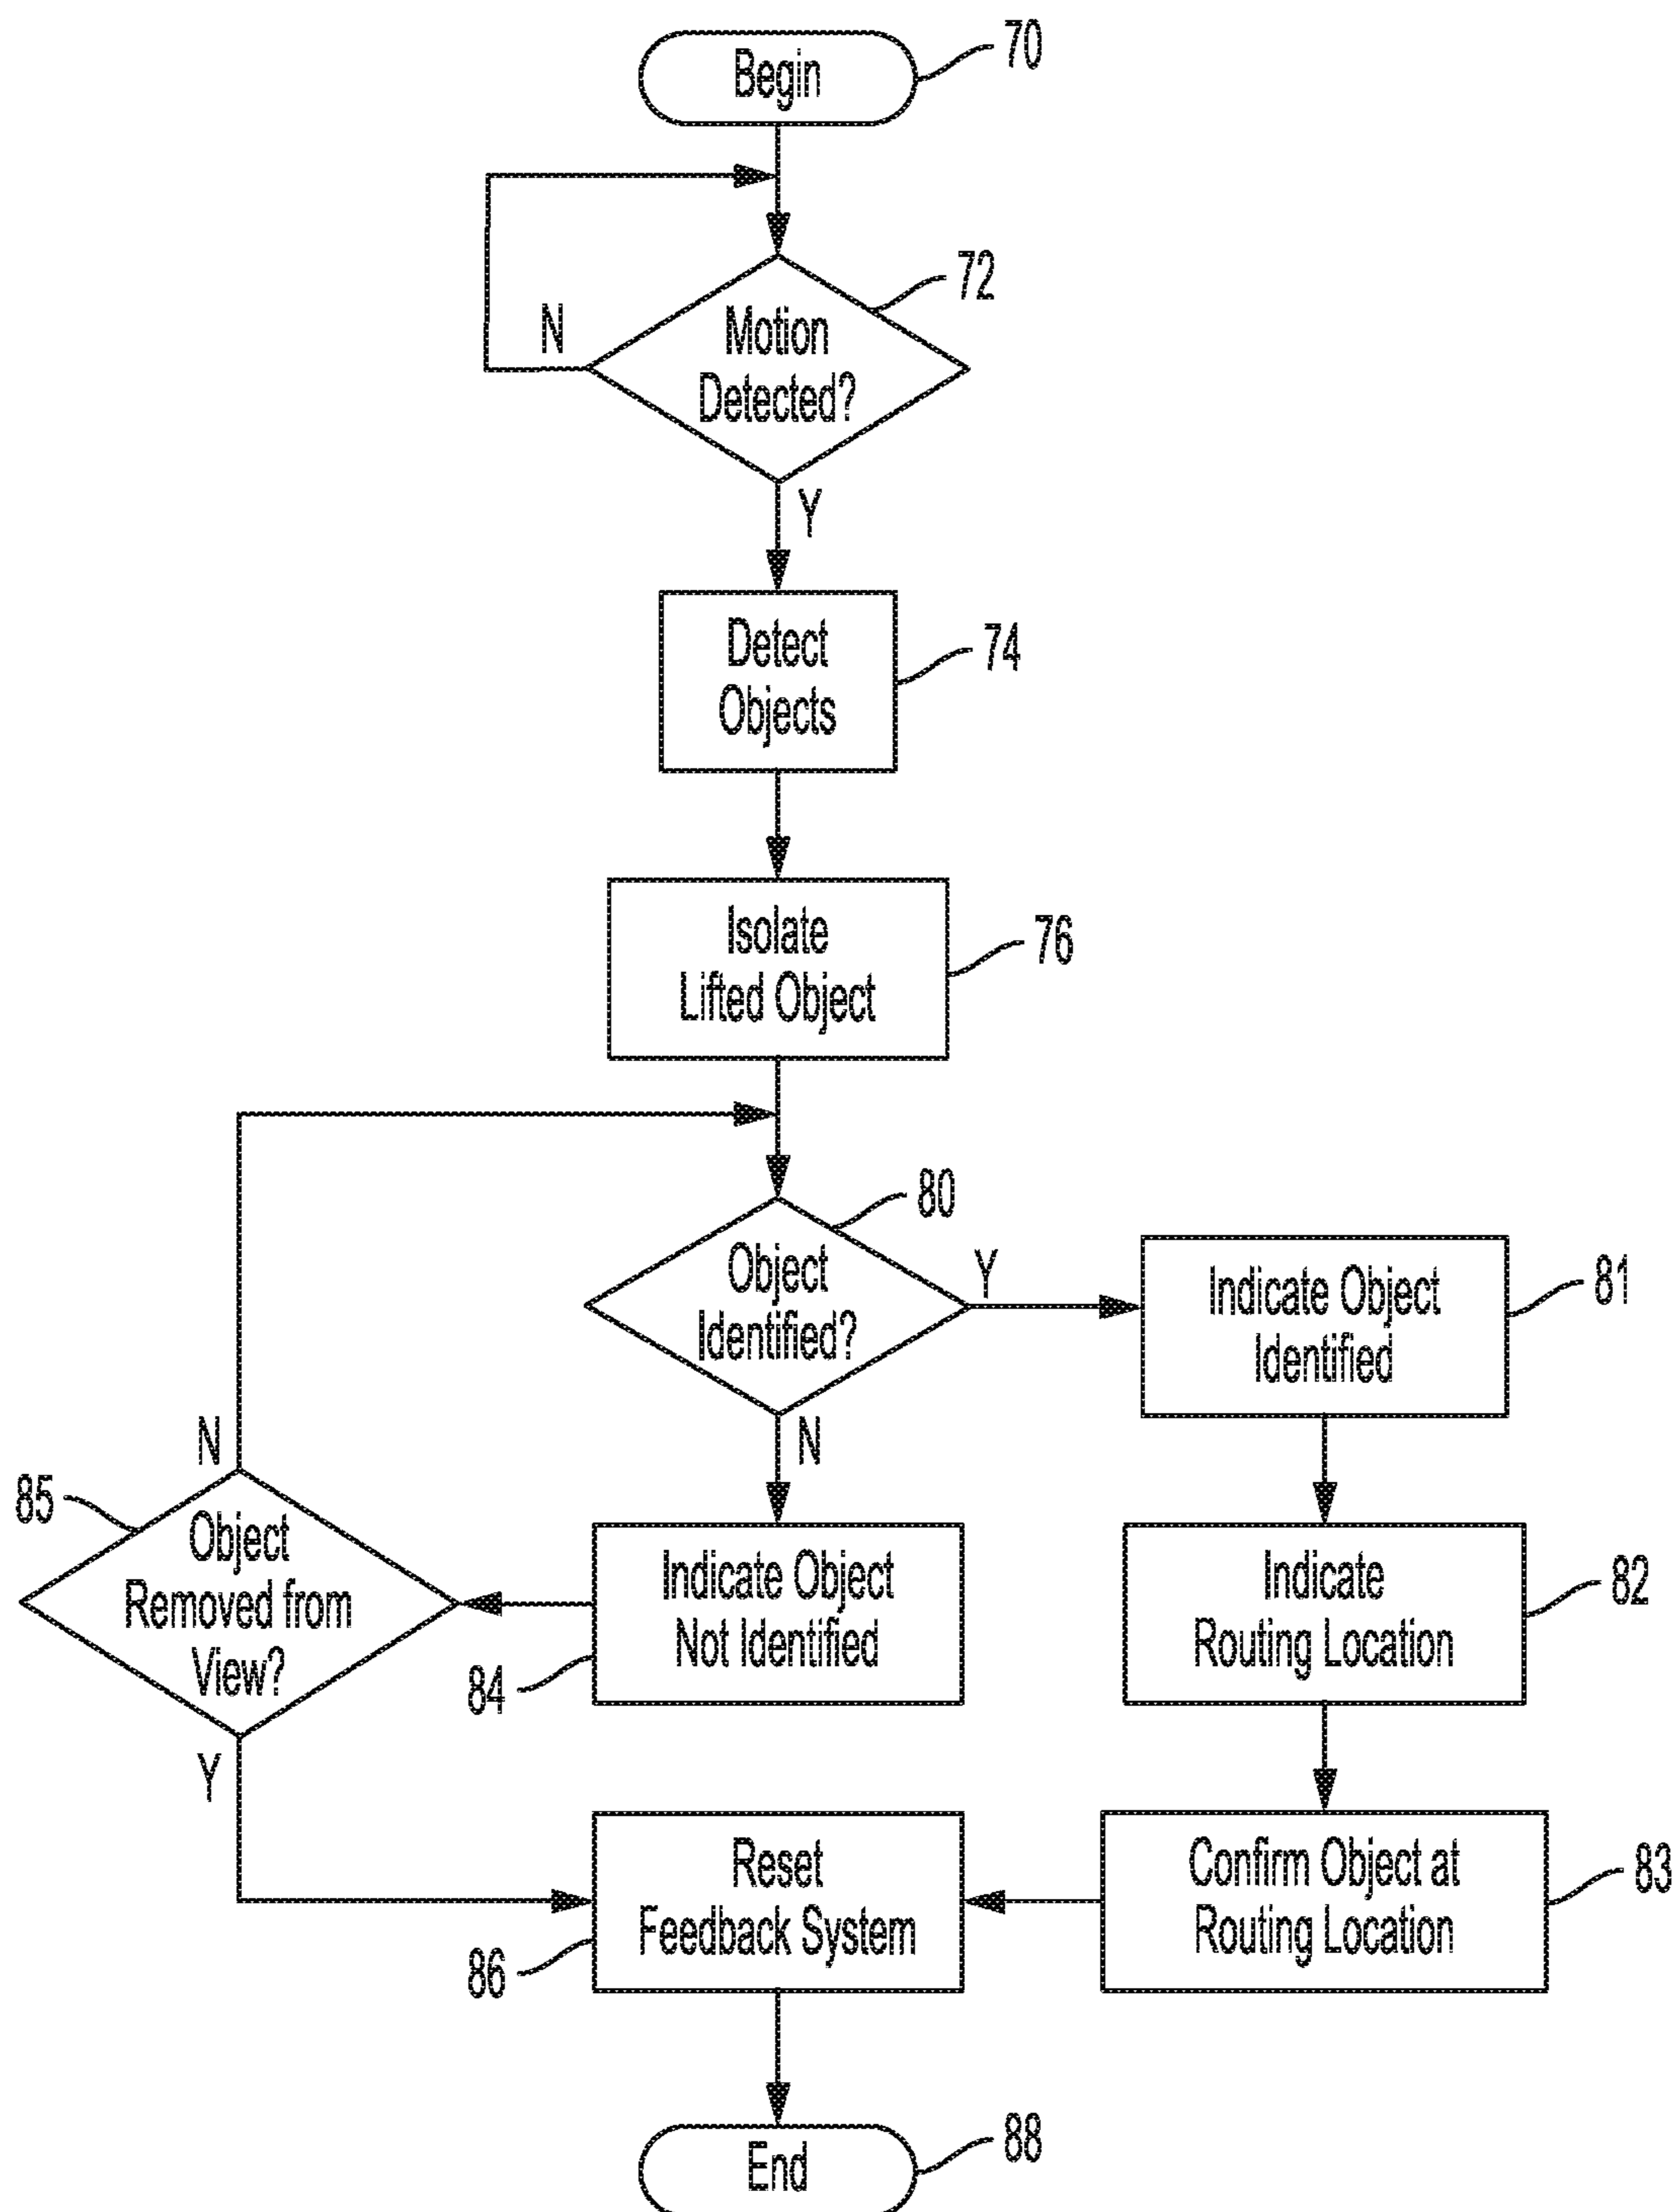 Begin
70
72
Motion
Detected?
N
Y
Detect
Objects
74
Isolate
Lifted Object
76
80
Object
Identified?
Y
N
Indicate Object
Identified
81
85
Object
Removed from
View?
N
Y
Indicate Object
Not Identified
84
Indicate
Routing Location
82
Reset
Feedback System
86
Confirm Object at
Routing Location
83
End
88